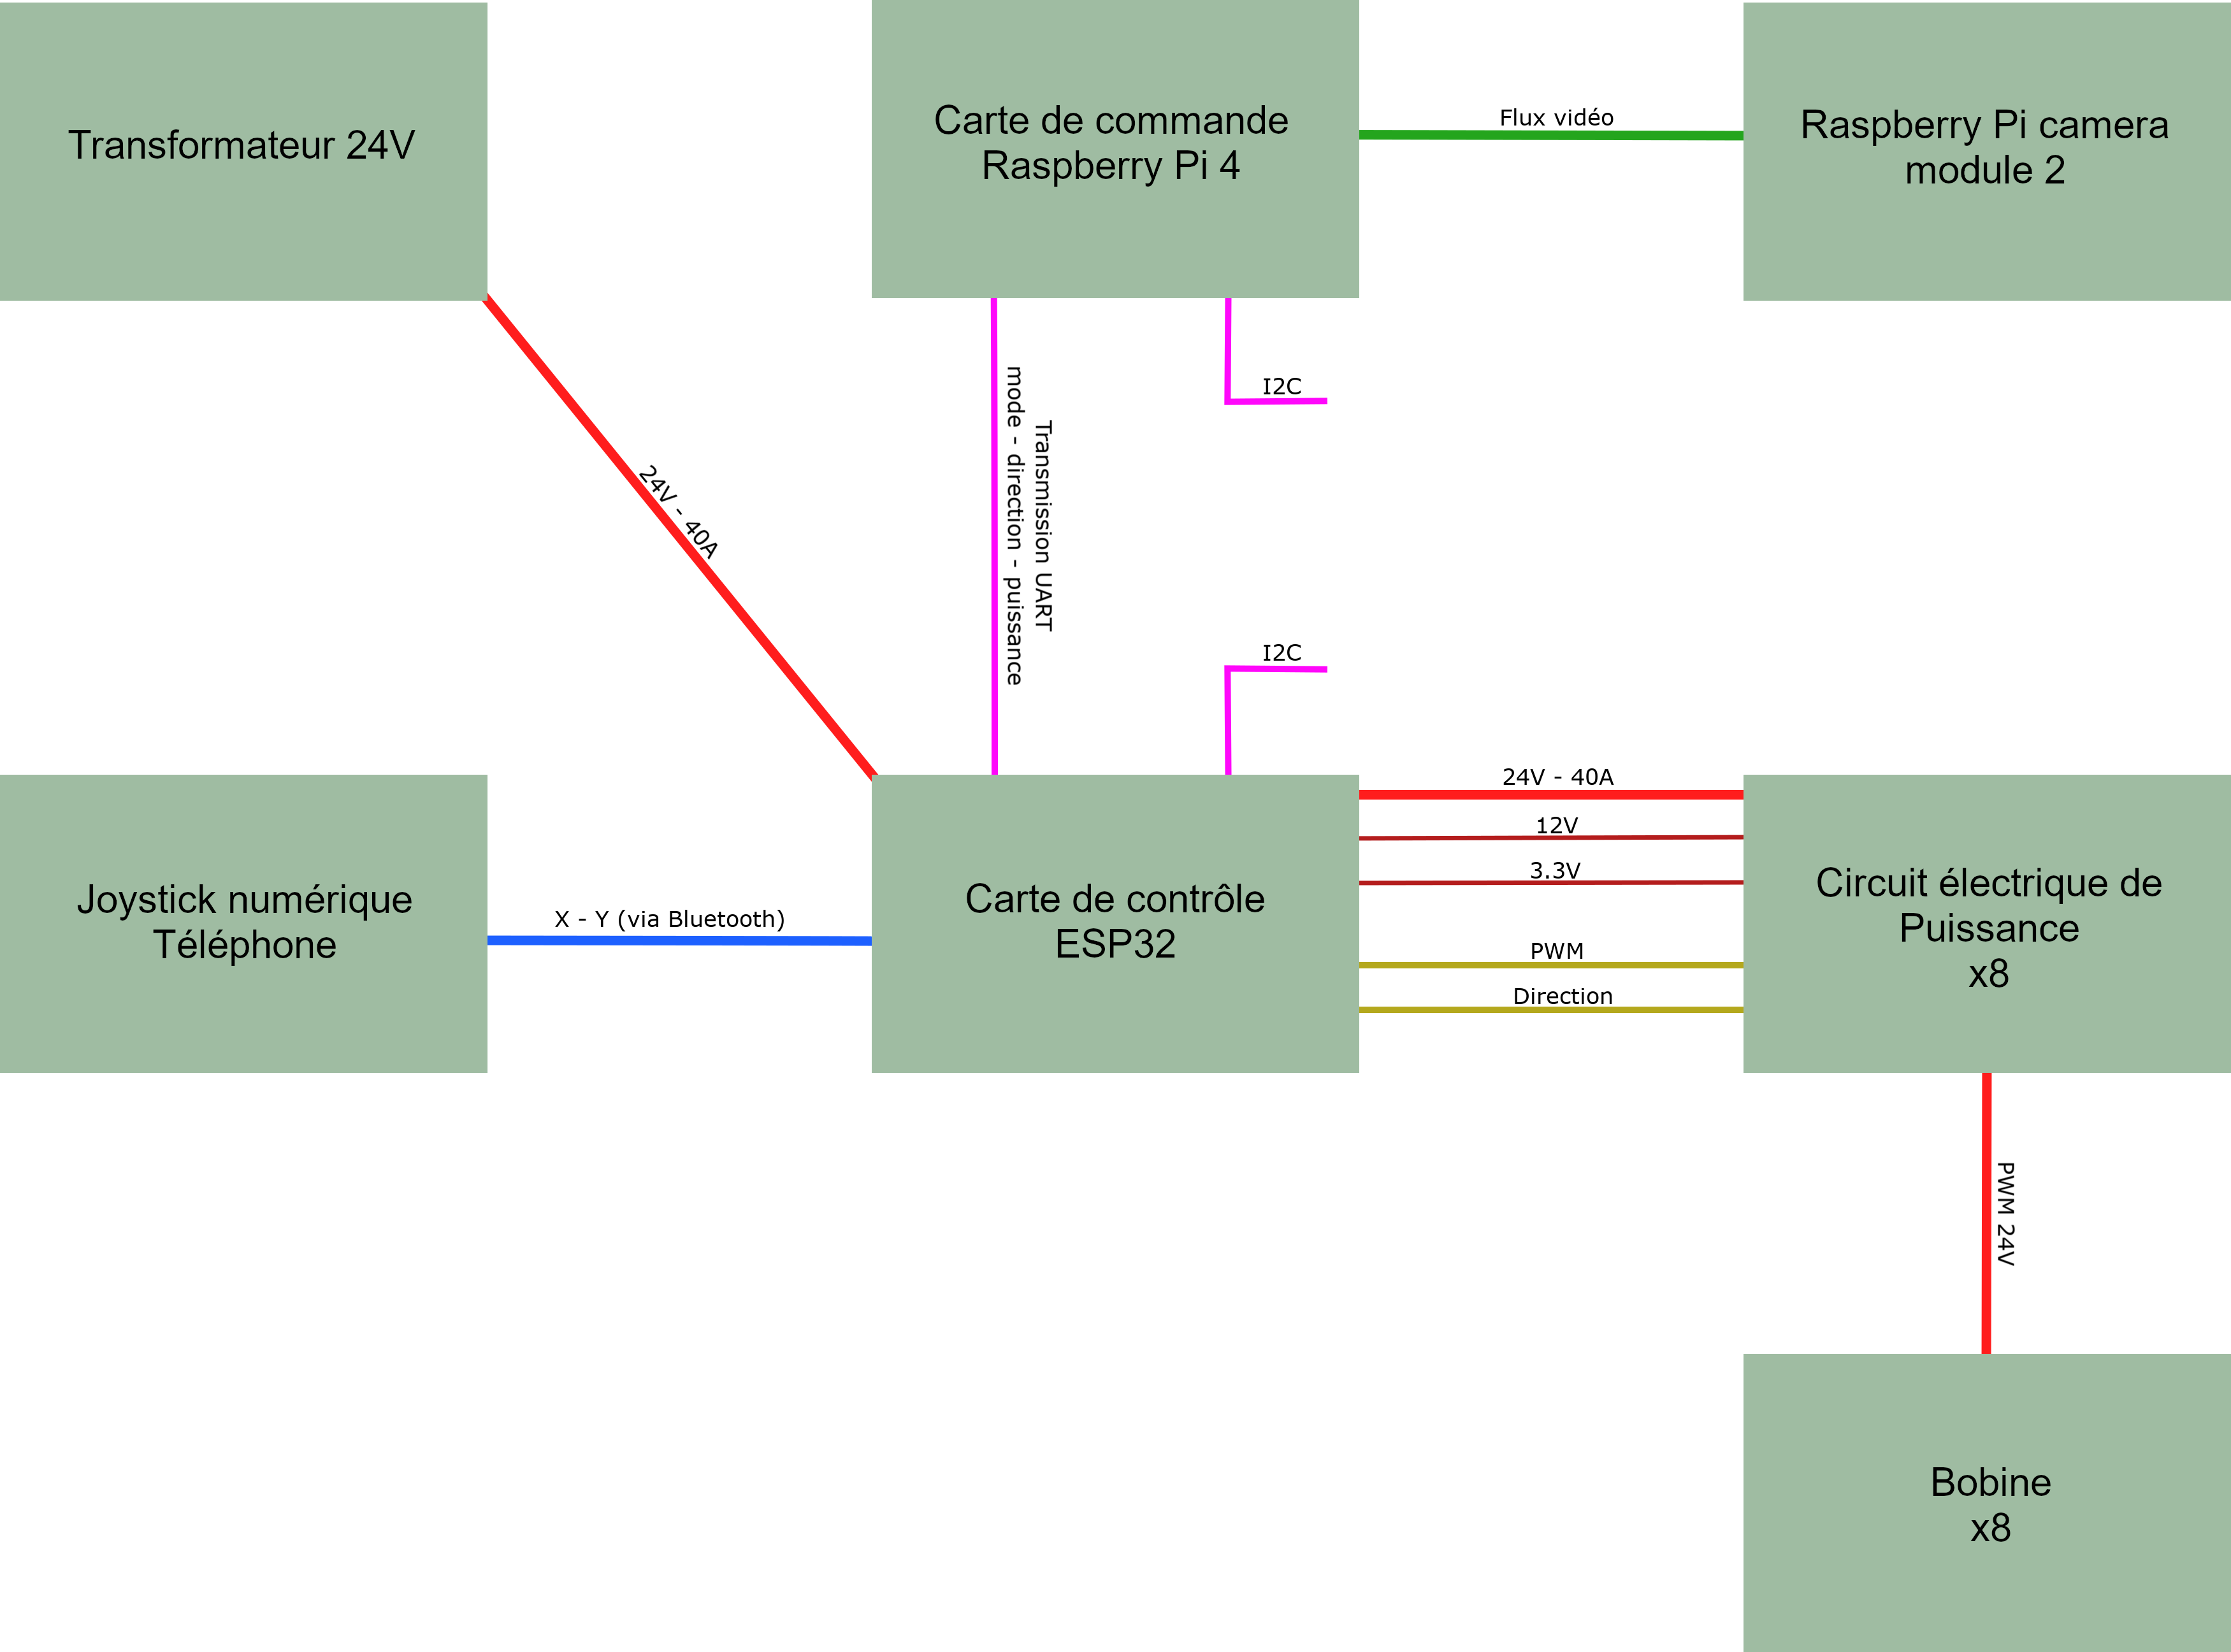 Transformateur 24V
Carte de commande
Raspberry Pi 4
Flux vidéo
Raspberry Pi camera
module 2
24V - 40A
Transmission UART
mode - direction - puissance
I2C
I2C
Joystick numérique
Téléphone
X - Y (via Bluetooth)
Carte de contrôle
ESP32
24V - 40A
12V
3.3V
PWM
Direction
Circuit électrique de
Puissance
x8
PWM 24V
Bobine
x8